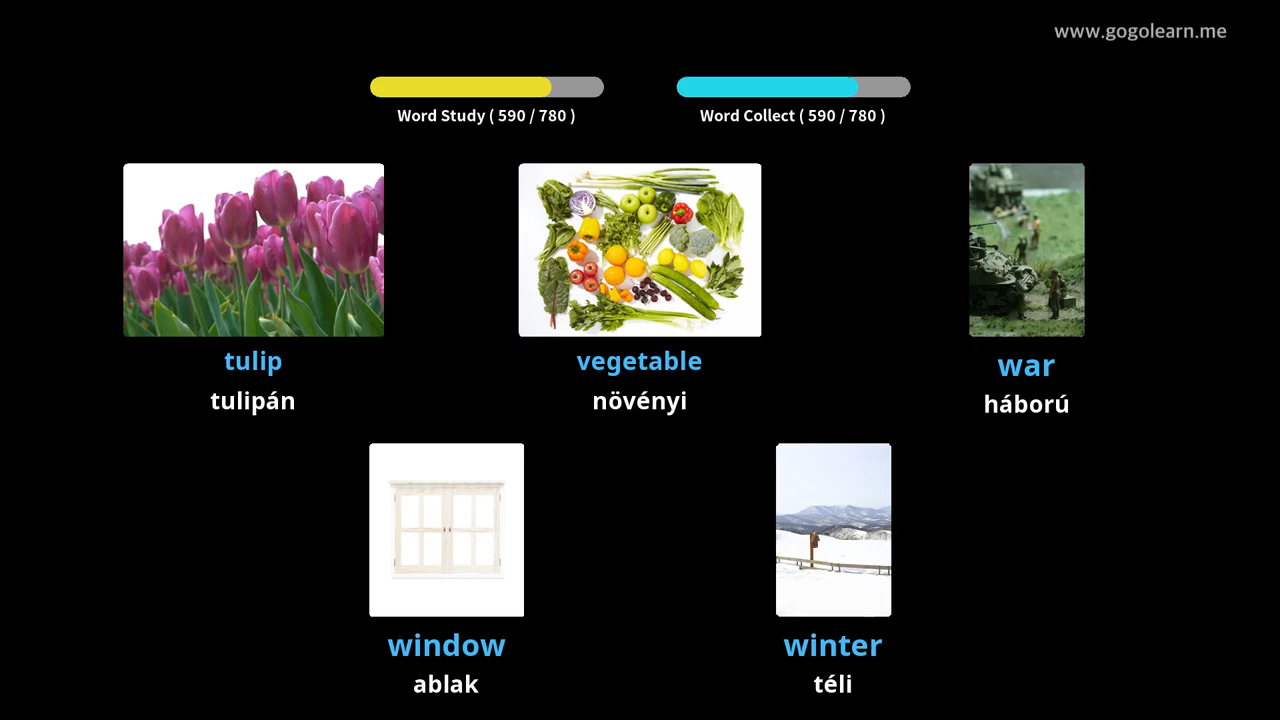 www.gogolearn.me
Word Study ( 590 / 780 )
Word Collect ( 590 / 780 )
tulip
tulipán
vegetable
növényi
war
háború
window
ablak
winter
téli